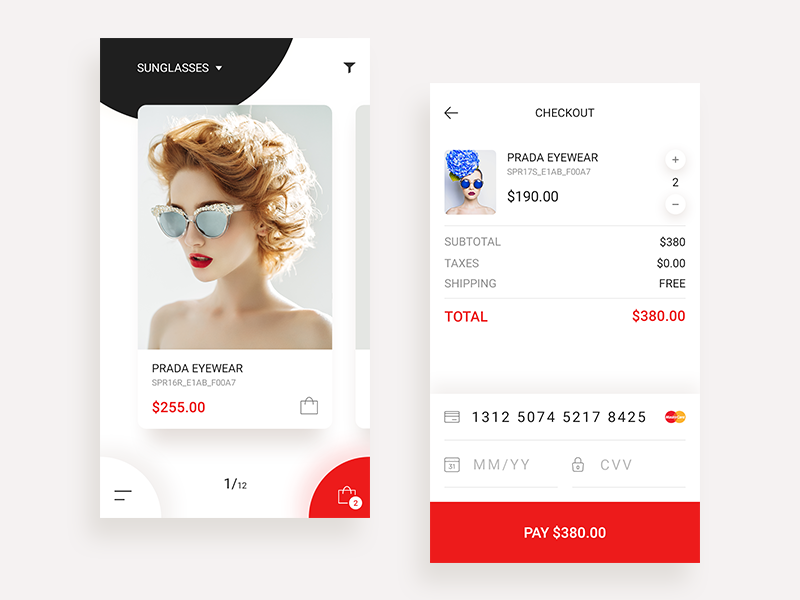 SUNGLASSES
PRADA EYEWEAR
SPR16R_E1AB_F00A7
$255.00
1/12
2
CHECKOUT
PRADA EYEWEAR
SPR17S_E1AB_F00A7
$190.00
+
2
−
SUBTOTAL $380
TAXES $0.00
SHIPPING FREE
TOTAL $380.00
1312 5074 5217 8425
MasterCard
31 MM/YY
CVV
PAY $380.00